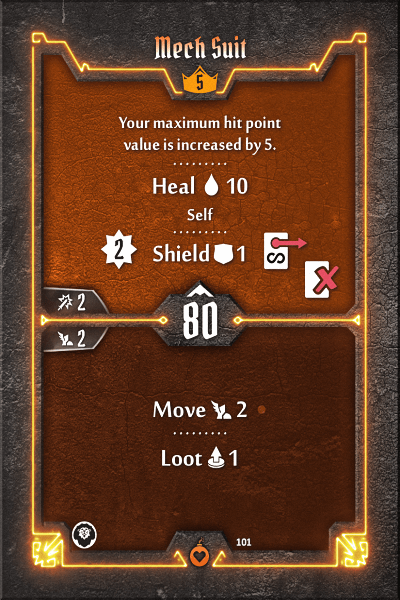 Mech Suit
5
Your maximum hit point
value is increased by 5.
Heal 10
Self
2 Shield 1 S
2
80
2
Move 2
Loot 1
101